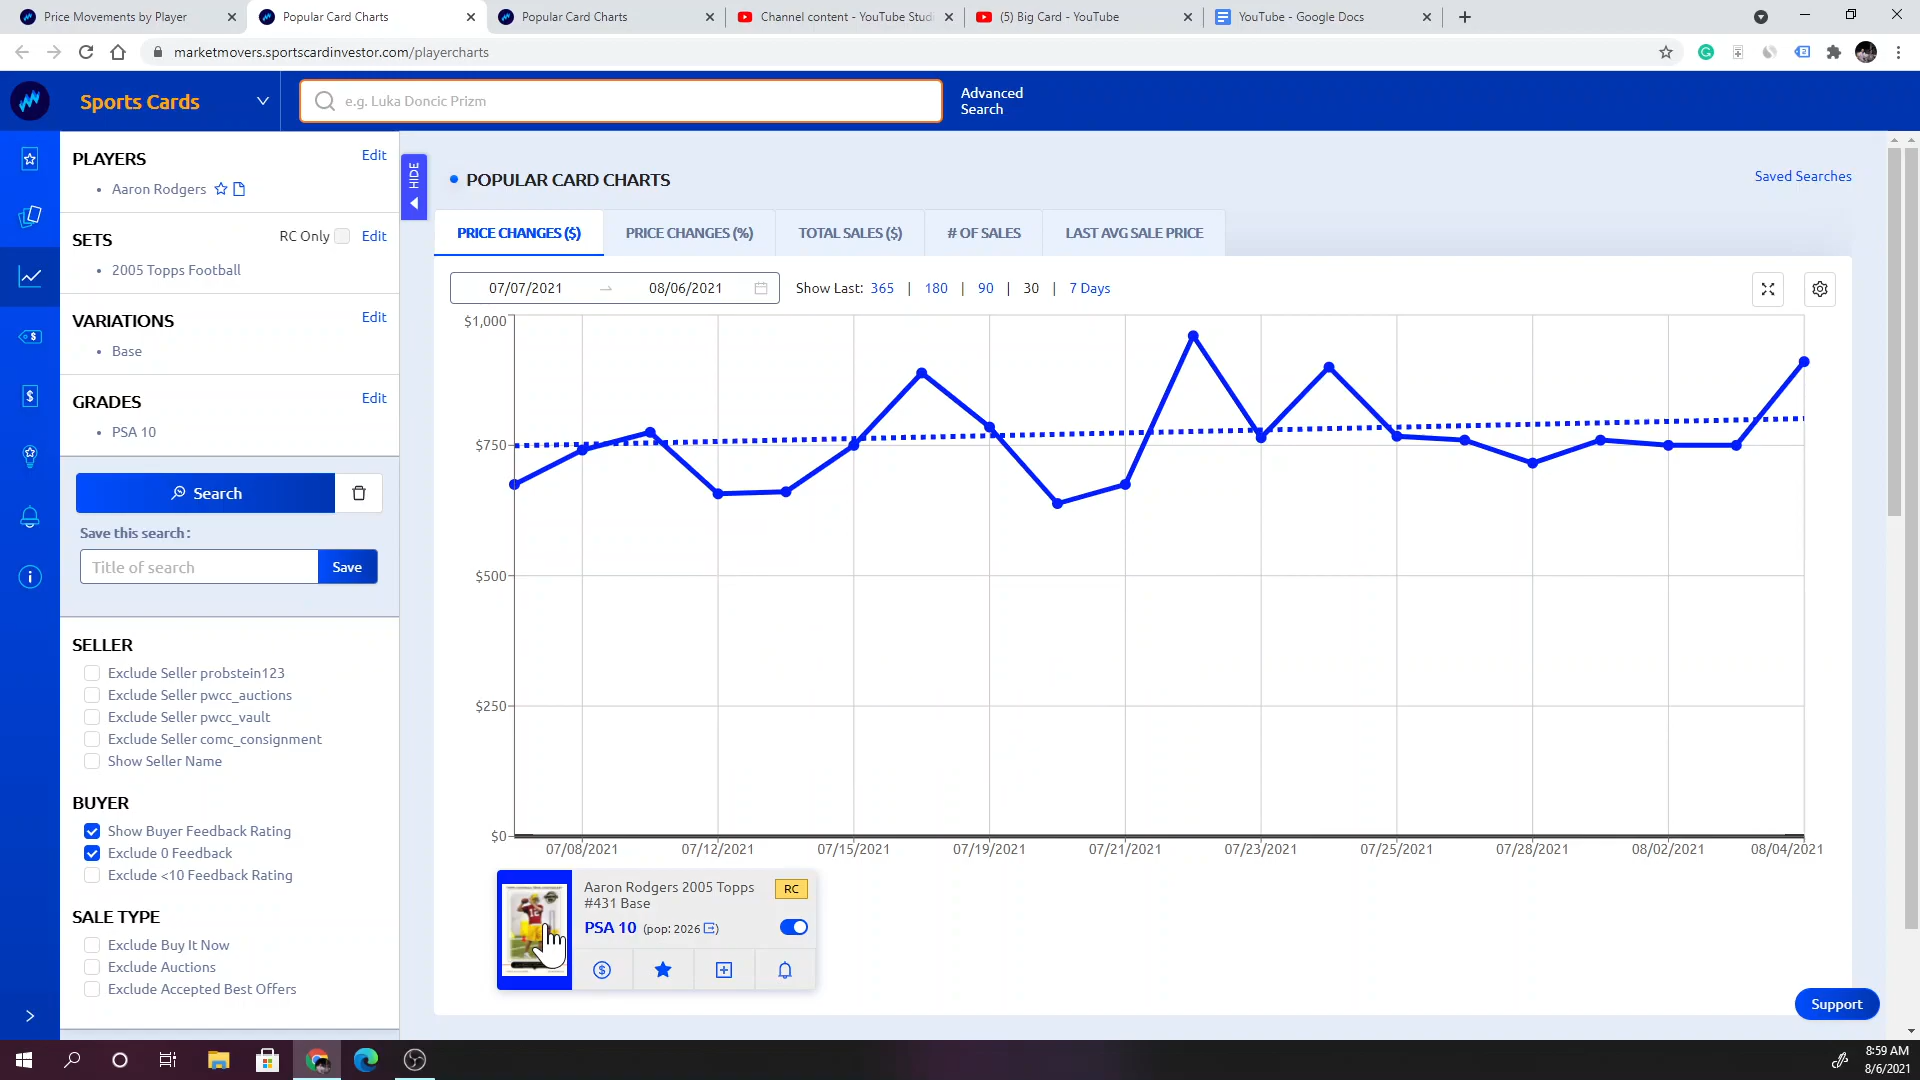 Price Movements by Player
Popular Card Charts
Popular Card Charts
Channel content - YouTube Stud
(5) Big Card - YouTube
YouTube - Google Docs
marketmovers.sportscardinvestor.com/playercharts
Sports Cards
e.g. Luka Doncic Prizm
Advanced
Search
PLAYERS
Edit
Aaron Rodgers
SETS
RC Only
Edit
2005 Topps Football
VARIATIONS
Edit
Base
GRADES
Edit
PSA 10
Search
Save this search:
Title of search
Save
SELLER
Exclude Seller probstein123
Exclude Seller pwcc_auctions
Exclude Seller pwcc_vault
Exclude Seller comc_consignment
Show Seller Name
BUYER
Show Buyer Feedback Rating
Exclude 0 Feedback
Exclude <10 Feedback Rating
SALE TYPE
Exclude Buy It Now
Exclude Auctions
Exclude Accepted Best Offers
HIDE
POPULAR CARD CHARTS
Saved Searches
PRICE CHANGES ($)
PRICE CHANGES (%)
TOTAL SALES ($)
# OF SALES
LAST AVG SALE PRICE
07/07/2021
08/06/2021
Show Last: 365 | 180 | 90 | 30 | 7 Days
$1,000
$750
$500
$250
$0
07/08/2021
07/12/2021
07/15/2021
07/19/2021
07/21/2021
07/23/2021
07/25/2021
07/28/2021
08/02/2021
08/04/2021
Aaron Rodgers 2005 Topps
#431 Base
RC
PSA 10 (pop: 2026)
Support
8:59 AM
8/6/2021